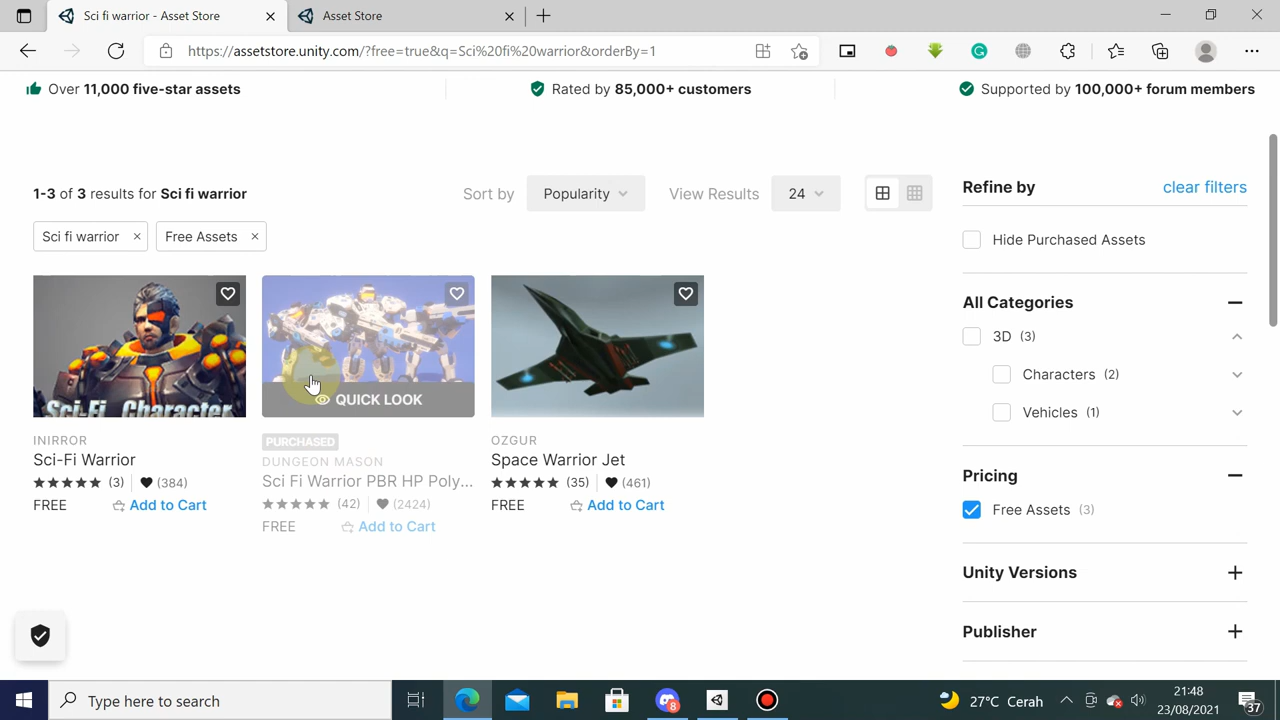 Sci fi warrior - Asset Store
Asset Store
https://assetstore.unity.com/?free=true&q=Sci%20fi%20warrior&orderBy=1
Over 11,000 five-star assets
Rated by 85,000+ customers
Supported by 100,000+ forum members
1-3 of 3 results for Sci fi warrior
Sort by
Popularity
View Results
24
Sci fi warrior ×
Free Assets ×
Sci-Fi Character
INIRROR
Sci-Fi Warrior
(3)
(384)
FREE
Add to Cart
QUICK LOOK
PURCHASED
DUNGEON MASON
Sci Fi Warrior PBR HP Poly...
(42)
(2424)
FREE
Add to Cart
OZGUR
Space Warrior Jet
(35)
(461)
FREE
Add to Cart
Refine by
clear filters
Hide Purchased Assets
All Categories
3D (3)
Characters (2)
Vehicles (1)
Pricing
Free Assets (3)
Unity Versions
Publisher
Type here to search
8
27°C Cerah
21:48
23/08/2021
37